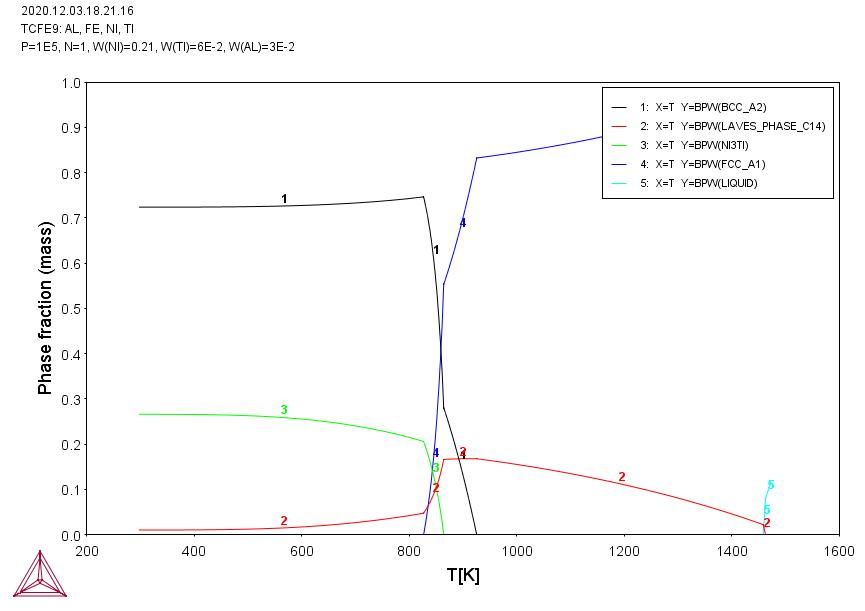 2020.12.03.18.21.16
TCFE9: AL, FE, NI, TI
P=1E5, N=1, W(NI)=0.21, W(TI)=6E-2, W(AL)=3E-2
1.0
0.9
0.8
0.7
0.6
0.5
0.4
0.3
0.2
0.1
0.0
Phase fraction (mass)
1: X=T Y=BPW(BCC_A2)
2: X=T Y=BPW(LAVES_PHASE_C14)
3: X=T Y=BPW(NI3TI)
4: X=T Y=BPW(FCC_A1)
5: X=T Y=BPW(LIQUID)
1
4
1
3
4
2
1
3
2
5
2
5
2
2
200 400 600 800 1000 1200 1400 1600
T[K]